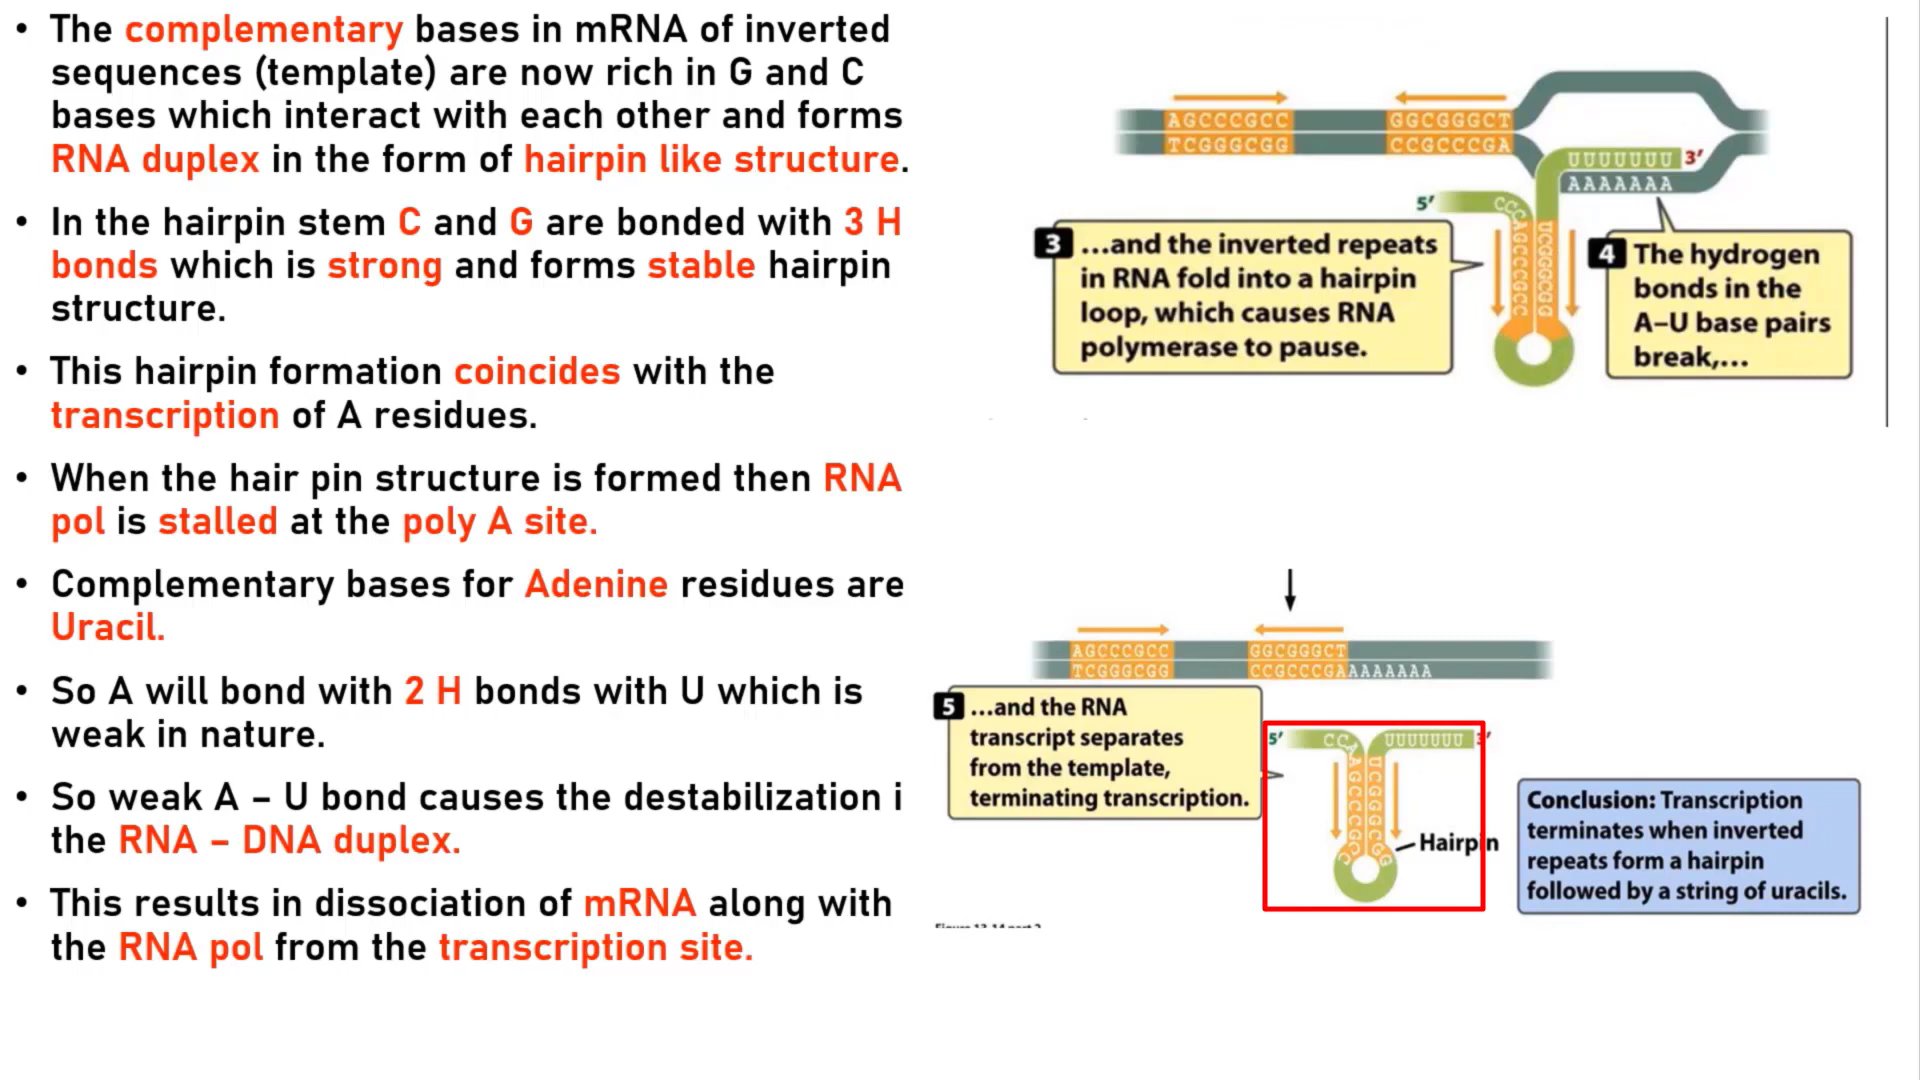 • The complementary bases in mRNA of inverted
sequences (template) are now rich in G and C
bases which interact with each other and forms
RNA duplex in the form of hairpin like structure.
• In the hairpin stem C and G are bonded with 3 H
bonds which is strong and forms stable hairpin
structure.
• This hairpin formation coincides with the
transcription of A residues.
• When the hair pin structure is formed then RNA
pol is stalled at the poly A site.
• Complementary bases for Adenine residues are
Uracil.
• So A will bond with 2 H bonds with U which is
weak in nature.
• So weak A – U bond causes the destabilization i
the RNA – DNA duplex.
• This results in dissociation of mRNA along with
the RNA pol from the transcription site.
AGCCCGCC GGCGGGCT
TCGGGCGG CCGCCCGA
UUUUUUU 3′
AAAAAAA
5′ CCC
AGCCCGCC
UCGGGCGG
3 ...and the inverted repeats
in RNA fold into a hairpin
loop, which causes RNA
polymerase to pause.
4 The hydrogen
bonds in the
A–U base pairs
break,...
AGCCCGCC GGCGGGCT
TCGGGCGG CCGCCCGAAAAAAAA
5 ...and the RNA
transcript separates
from the template,
terminating transcription.
5′ CC UUUUUUU 3′
AGCCCGCC
UCGGGCGG
Hairpin
Conclusion: Transcription
terminates when inverted
repeats form a hairpin
followed by a string of uracils.